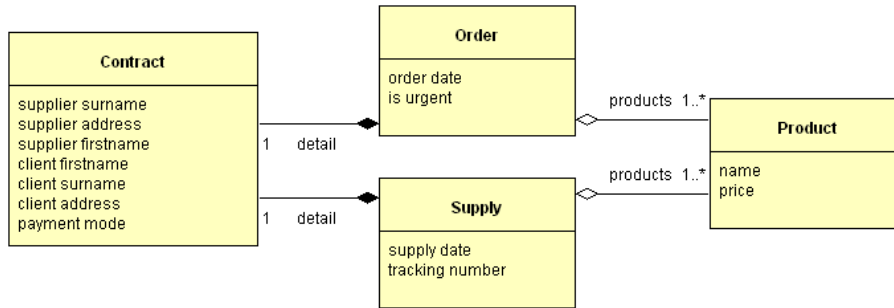 Contract
supplier surname
supplier address
supplier firstname
client firstname
client surname
client address
payment mode
1 detail
1 detail
Order
order date
is urgent
Supply
supply date
tracking number
products 1..*
products 1..*
Product
name
price